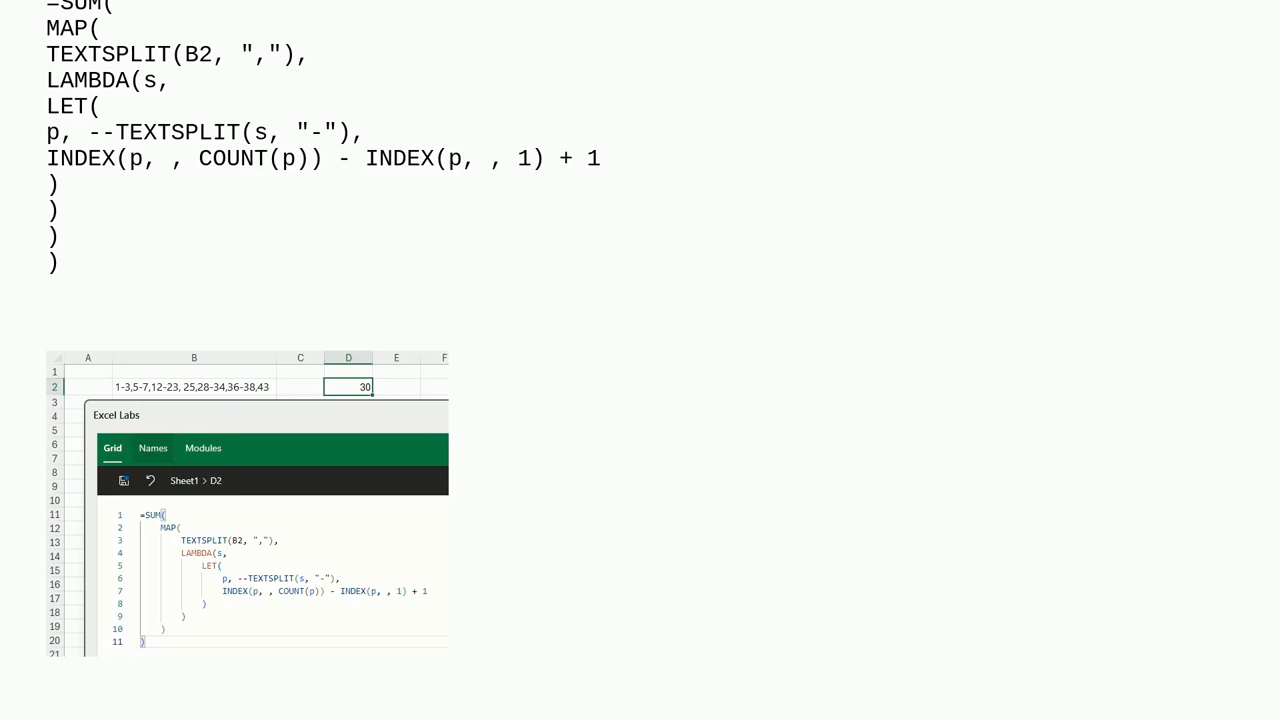 =SUM(
MAP(
TEXTSPLIT(B2, ","),
LAMBDA(s,
LET(
p, --TEXTSPLIT(s, "-"),
INDEX(p, , COUNT(p)) - INDEX(p, , 1) + 1
)
)
)
)
A B C D E F
1
2 1-3,5-7,12-23, 25,28-34,36-38,43 30
3
4 Excel Labs
5
6
7 Grid Names Modules
8
9 Sheet1 > D2
10
11 1 =SUM(
12 2 MAP(
13 3 TEXTSPLIT(B2, ","),
14 4 LAMBDA(s,
15 5 LET(
16 6 p, --TEXTSPLIT(s, "-"),
17 7 INDEX(p, , COUNT(p)) - INDEX(p, , 1) + 1
18 8 )
19 9 )
10 )
20 11 )
21